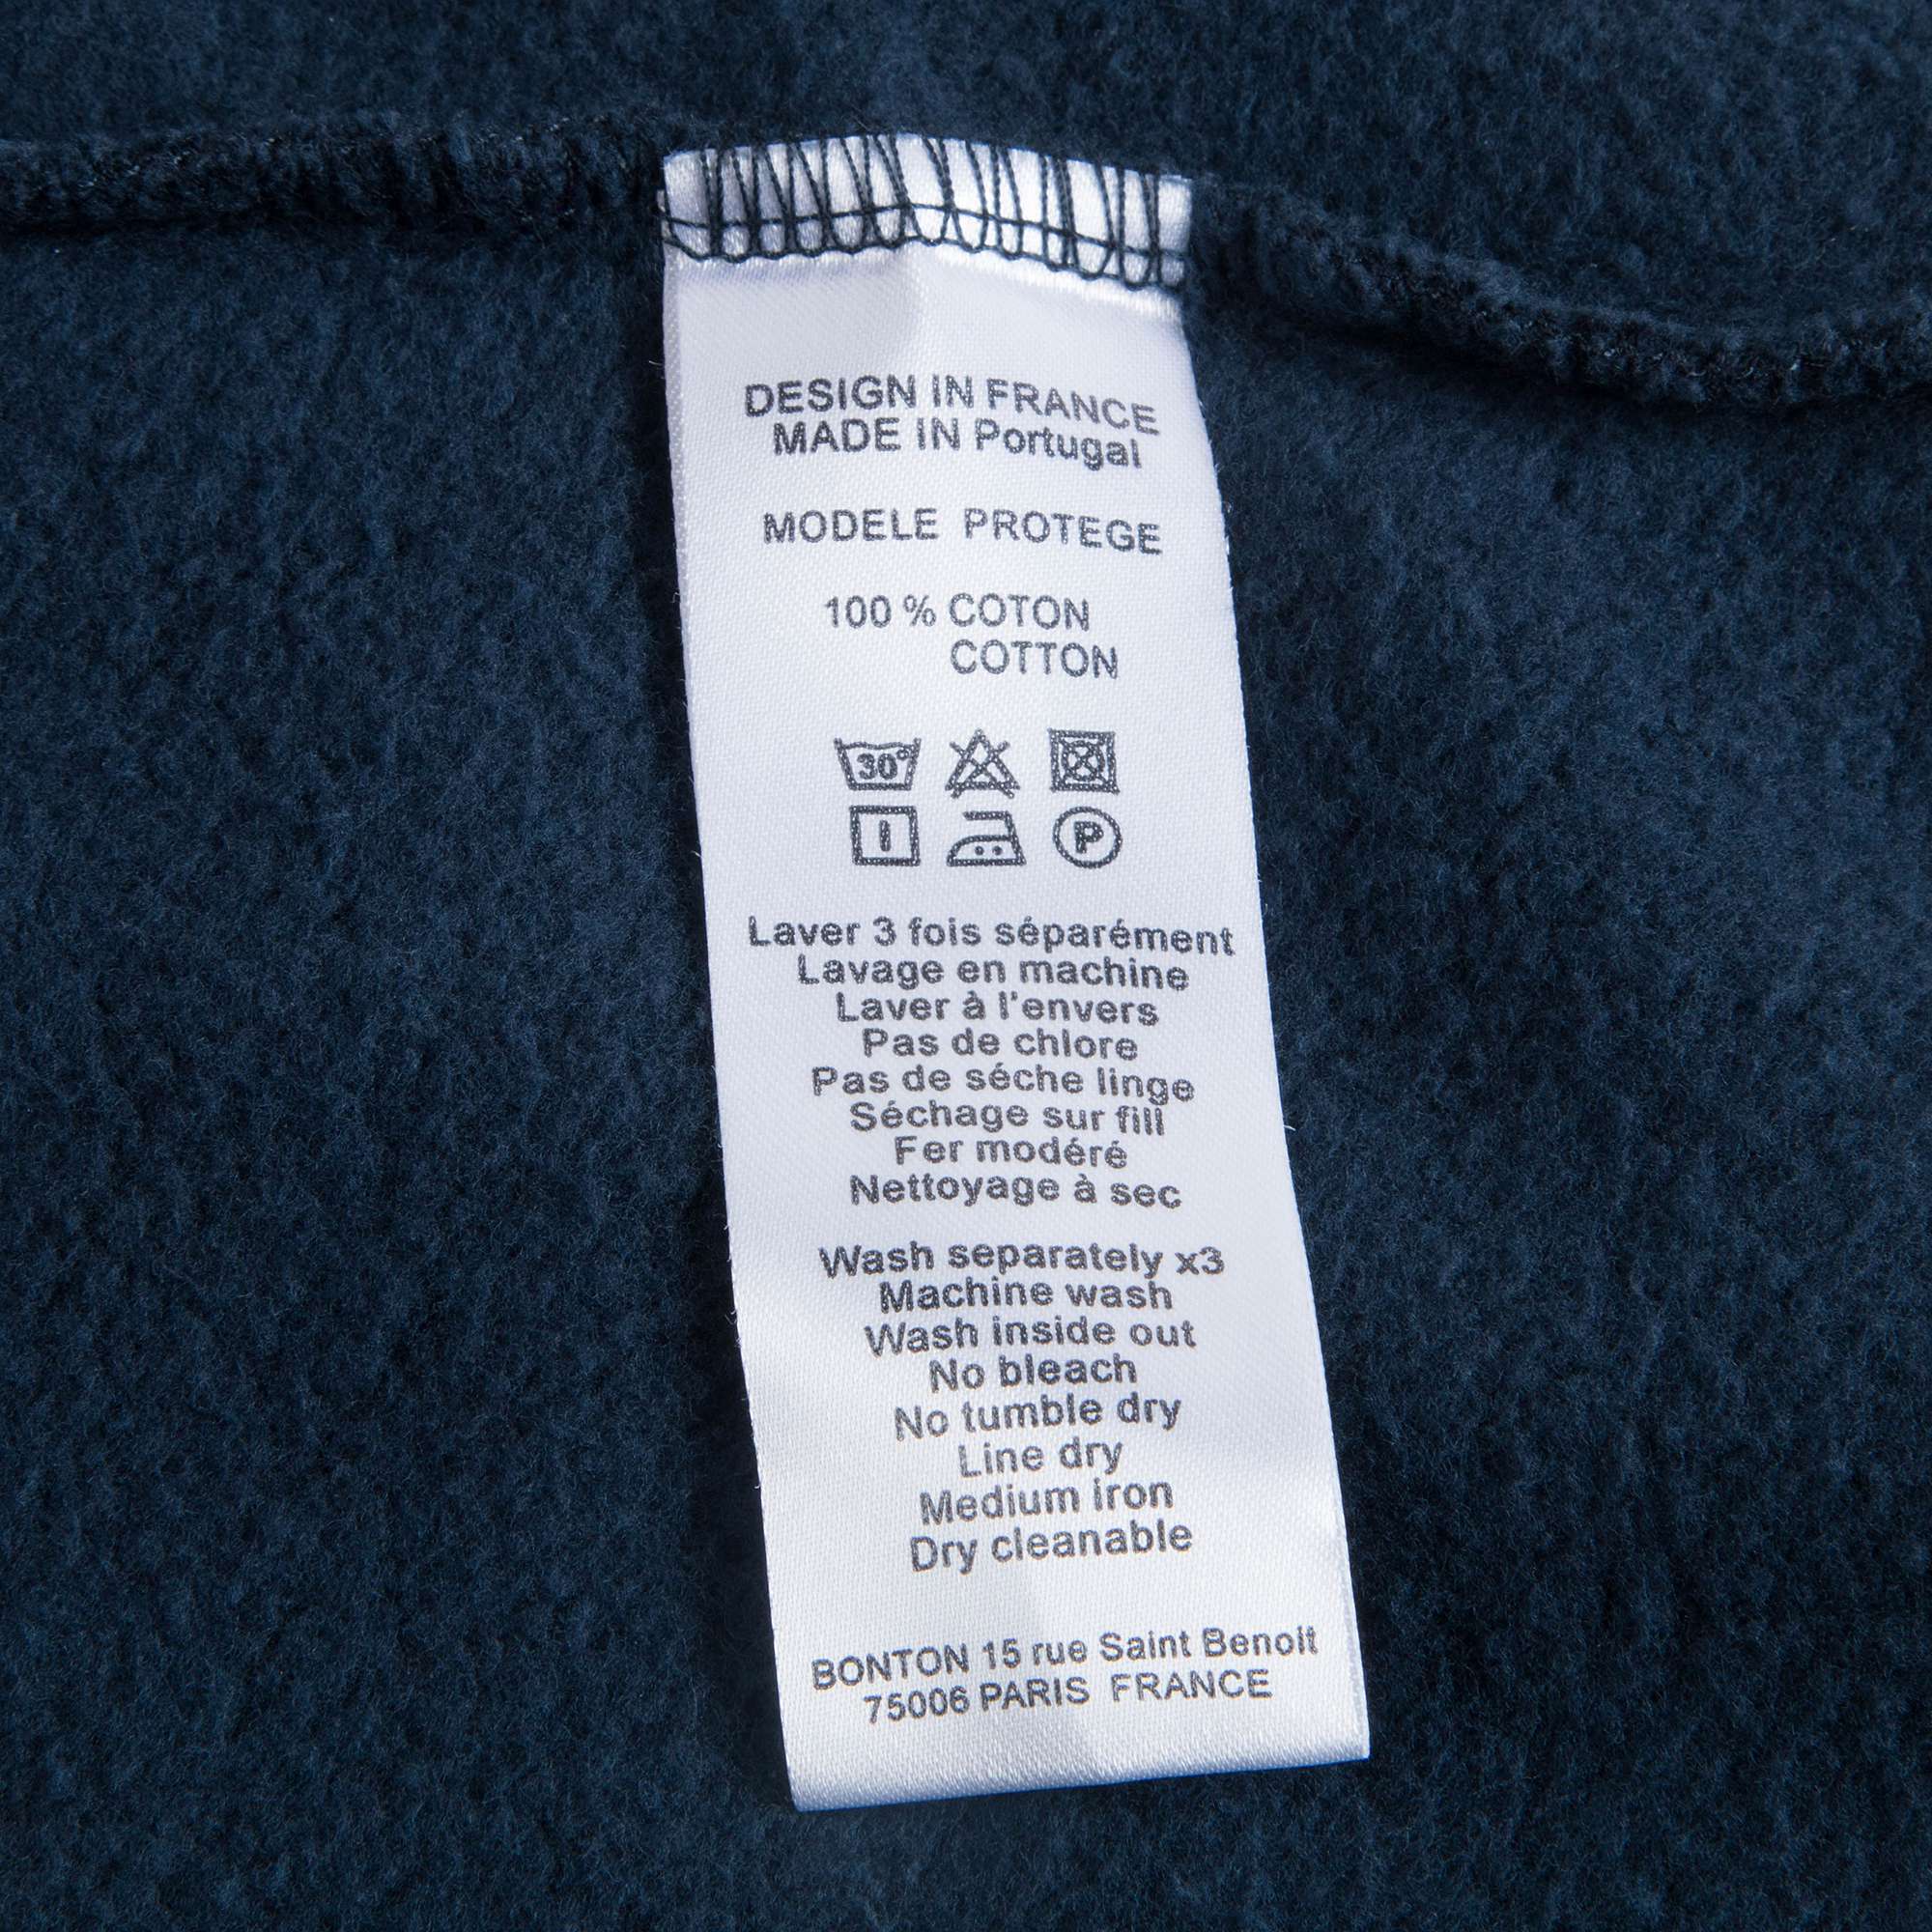 DESIGN IN FRANCE
MADE IN Portugal
MODELE PROTEGE
100 % COTON
COTTON
30°
P
Laver 3 fois séparément
Lavage en machine
Laver à l'envers
Pas de chlore
Pas de séche linge
Séchage sur fill
Fer modéré
Nettoyage à sec
Wash separately x3
Machine wash
Wash inside out
No bleach
No tumble dry
Line dry
Medium iron
Dry cleanable
BONTON 15 rue Saint Benoit
75006 PARIS FRANCE